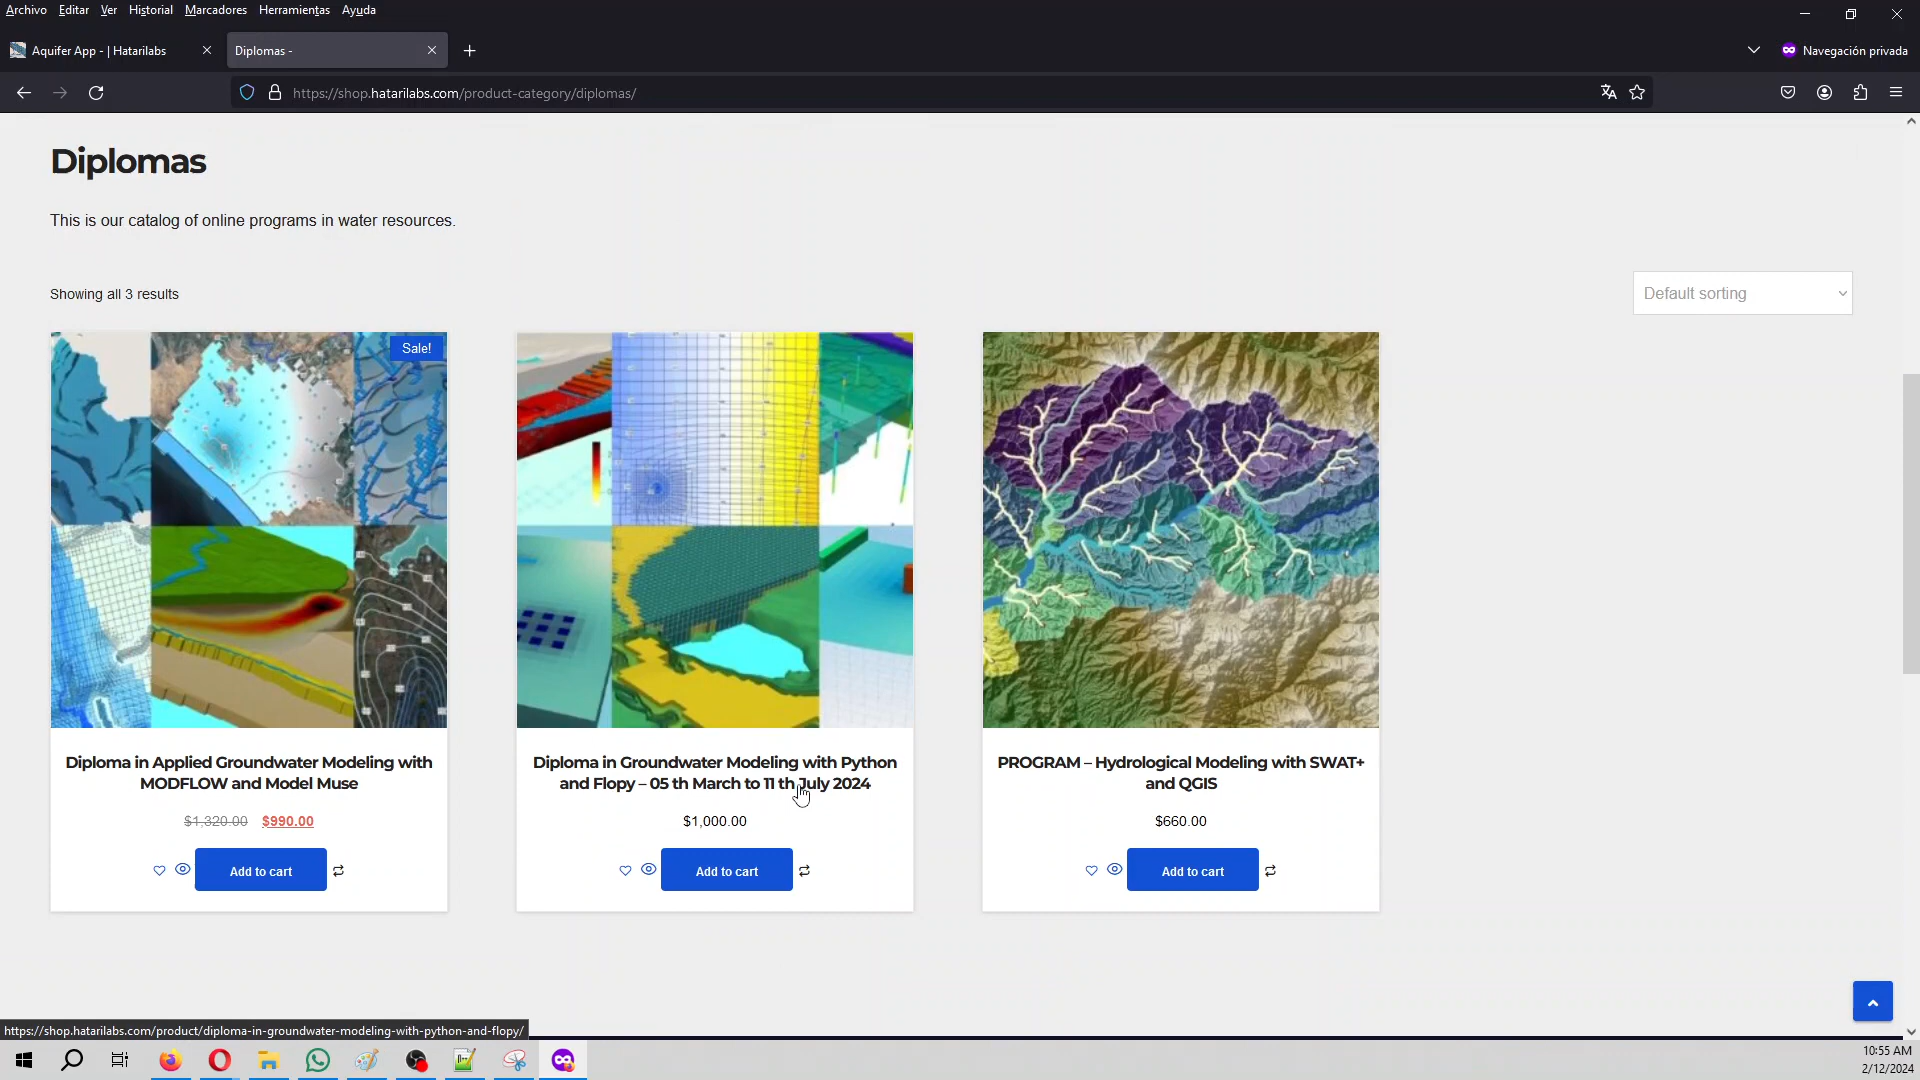 Archivo Editar Ver Historial Marcadores Herramientas Ayuda
Aquifer App - | Hatarilabs
Diplomas -
Navegación privada
https://shop.hatarilabs.com/product-category/diplomas/
Diplomas
This is our catalog of online programs in water resources.
Showing all 3 results
Default sorting
Sale!
Diploma in Applied Groundwater Modeling with
MODFLOW and Model Muse
$1,320.00 $990.00
Add to cart
Diploma in Groundwater Modeling with Python
and Flopy – 05 th March to 11 th July 2024
$1,000.00
Add to cart
PROGRAM – Hydrological Modeling with SWAT+
and QGIS
$660.00
Add to cart
https://shop.hatarilabs.com/product/diploma-in-groundwater-modeling-with-python-and-flopy/
10:55 AM
2/12/2024